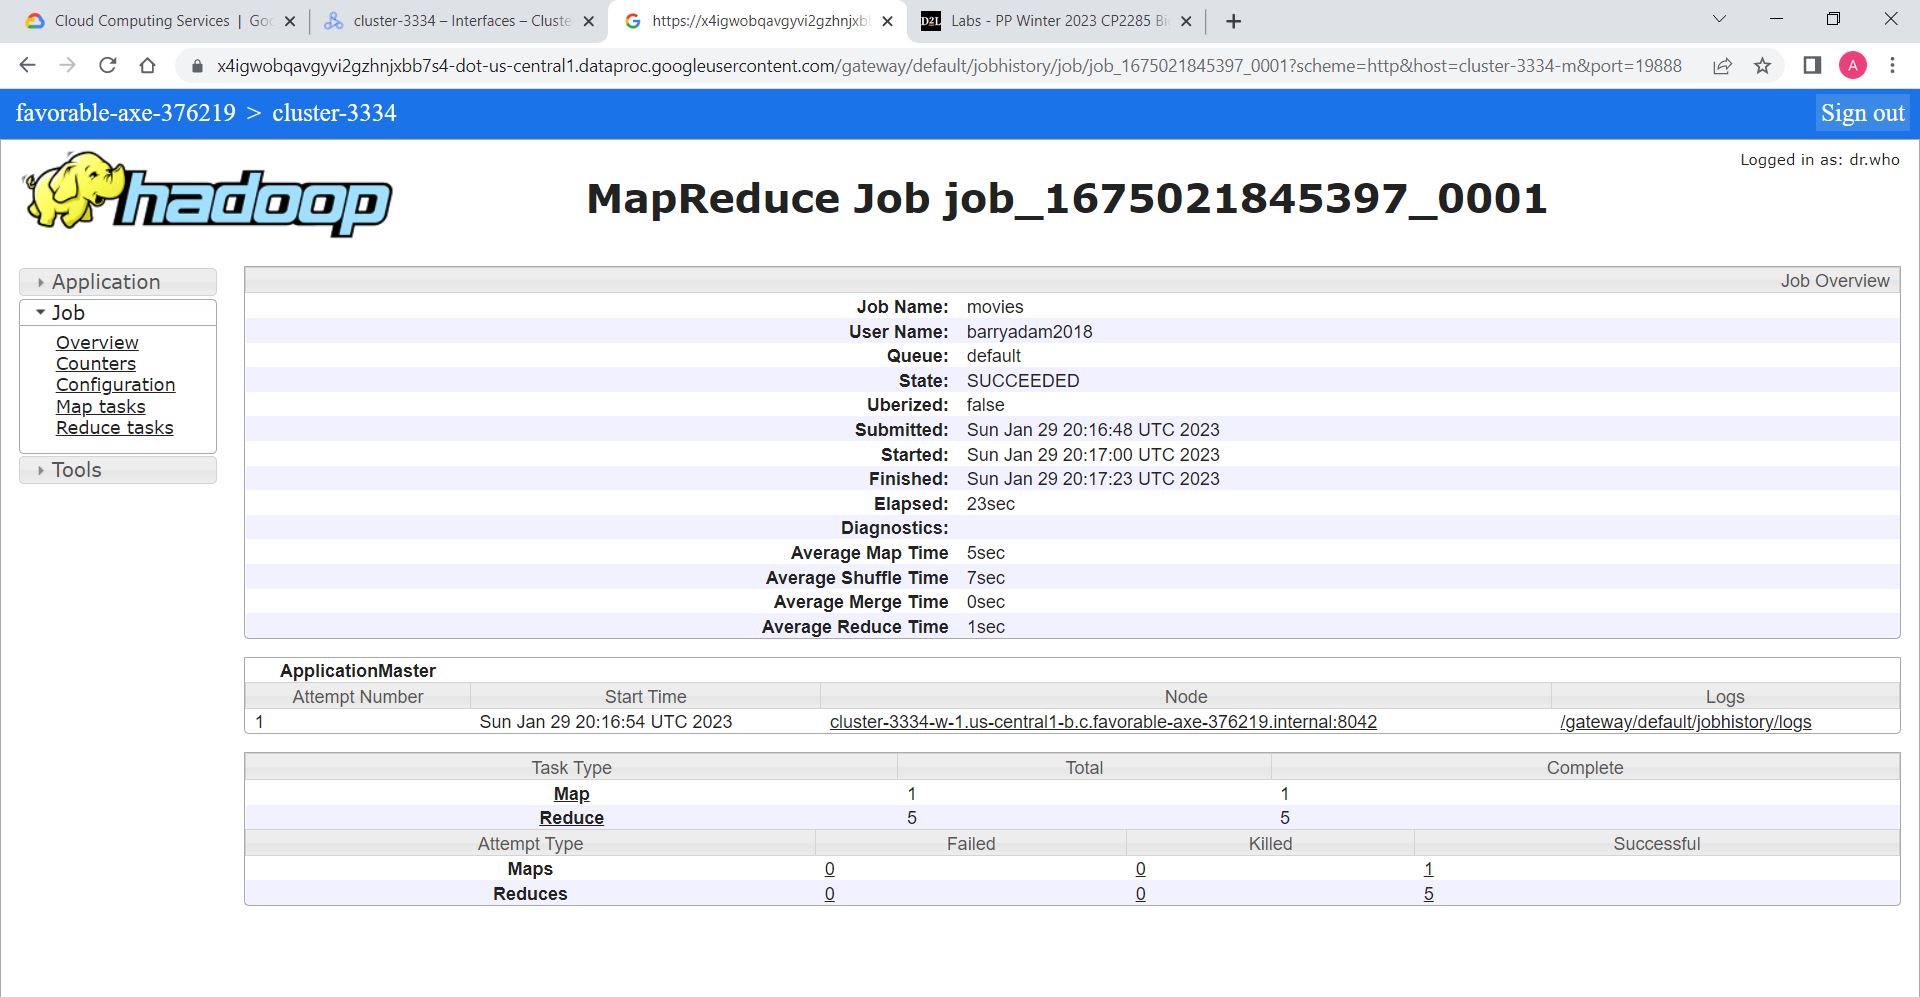 Cloud Computing Services | Goo
cluster-3334 – Interfaces – Cluste
https://x4igwobqavgyvi2gzhnjxbb
D2L Labs - PP Winter 2023 CP2285 Bi
x4igwobqavgyvi2gzhnjxbb7s4-dot-us-central1.dataproc.googleusercontent.com/gateway/default/jobhistory/job/job_1675021845397_0001?scheme=http&host=cluster-3334-m&port=19888
A
favorable-axe-376219 > cluster-3334
Sign out
Logged in as: dr.who
hadoop
MapReduce Job job_1675021845397_0001
Application
Job
Overview
Counters
Configuration
Map tasks
Reduce tasks
Tools
Job Overview
Job Name: movies
User Name: barryadam2018
Queue: default
State: SUCCEEDED
Uberized: false
Submitted: Sun Jan 29 20:16:48 UTC 2023
Started: Sun Jan 29 20:17:00 UTC 2023
Finished: Sun Jan 29 20:17:23 UTC 2023
Elapsed: 23sec
Diagnostics:
Average Map Time 5sec
Average Shuffle Time 7sec
Average Merge Time 0sec
Average Reduce Time 1sec
ApplicationMaster
Attempt Number Start Time Node Logs
1 Sun Jan 29 20:16:54 UTC 2023 cluster-3334-w-1.us-central1-b.c.favorable-axe-376219.internal:8042 /gateway/default/jobhistory/logs
Task Type Total Complete
Map 1 1
Reduce 5 5
Attempt Type Failed Killed Successful
Maps 0 0 1
Reduces 0 0 5